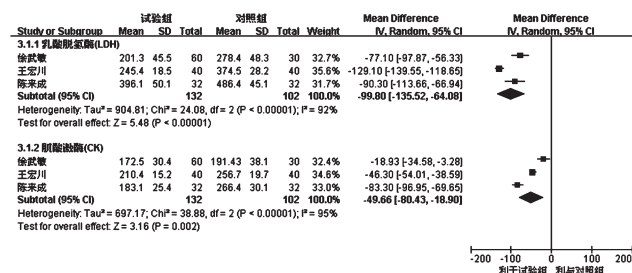 试验组 对照组 Mean Difference Mean Difference
Study or Subgroup Mean SD Total Mean SD Total Weight IV, Random, 95% CI IV, Random, 95% CI
3.1.1 乳酸脱氢酶(LDH)
徐武敏 201.3 45.5 60 278.4 48.3 30 32.7% -77.10 [-97.87, -56.33]
王宏川 245.4 18.5 40 374.5 28.2 40 35.6% -129.10 [-139.55, -118.65]
陈来成 396.1 50.1 32 486.4 45.1 32 31.7% -90.30 [-113.66, -66.94]
Subtotal (95% CI) 132 102 100.0% -99.80 [-135.52, -64.08]
Heterogeneity: Tau² = 904.81; Chi² = 24.08, df = 2 (P < 0.00001); I² = 92%
Test for overall effect: Z = 5.48 (P < 0.00001)
3.1.2 肌酸激酶(CK)
徐武敏 172.5 30.4 60 191.43 38.1 30 32.4% -18.93 [-34.58, -3.28]
王宏川 210.4 15.2 40 256.7 19.7 40 34.6% -46.30 [-54.01, -38.59]
陈来成 183.1 25.4 32 266.4 30.1 32 33.0% -83.30 [-96.95, -69.65]
Subtotal (95% CI) 132 102 100.0% -49.66 [-80.43, -18.90]
Heterogeneity: Tau² = 697.17; Chi² = 38.88, df = 2 (P < 0.00001); I² = 95%
Test for overall effect: Z = 3.16 (P = 0.002)
-200 -100 0 100 200
利于试验组 利与对照组